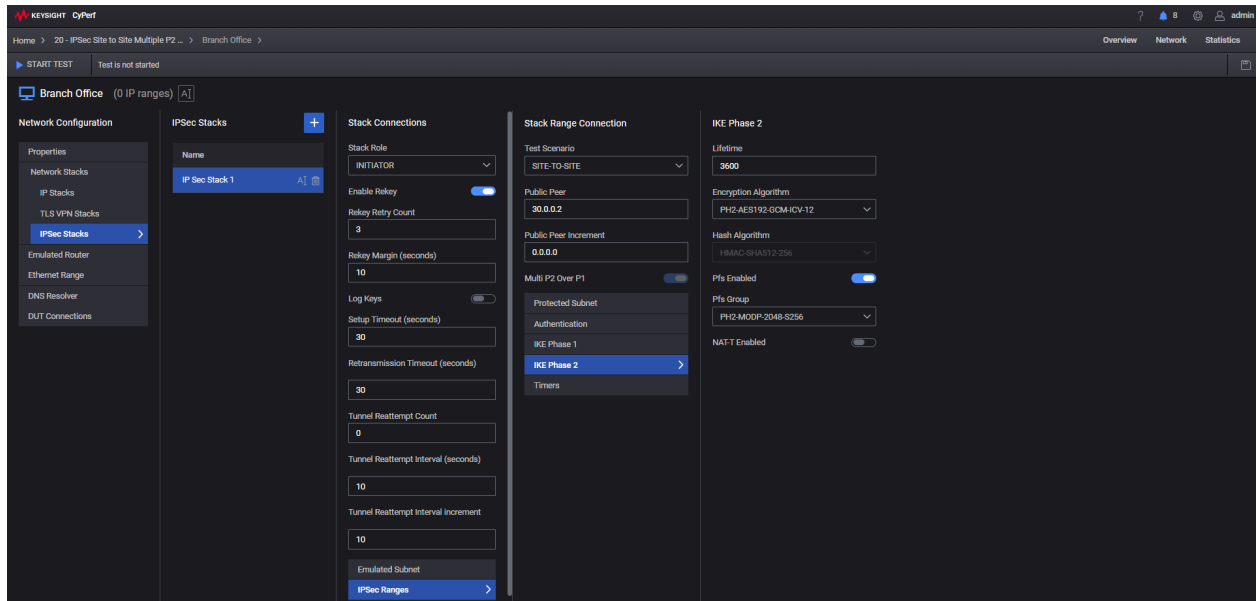 KEYSIGHT CyPerf
? 8 admin
Home > 20 - IPSec Site to Site Multiple P2 ... > Branch Office >
Overview Network Statistics
START TEST Test is not started
Branch Office (0 IP ranges)
Network Configuration
Properties
Network Stacks
IP Stacks
TLS VPN Stacks
IPSec Stacks
Emulated Router
Ethernet Range
DNS Resolver
DUT Connections
IPSec Stacks
Name
IP Sec Stack 1
Stack Connections
Stack Role
INITIATOR
Enable Rekey
Rekey Retry Count
3
Rekey Margin (seconds)
10
Log Keys
Setup Timeout (seconds)
30
Retransmission Timeout (seconds)
30
Tunnel Reattempt Count
0
Tunnel Reattempt Interval (seconds)
10
Tunnel Reattempt Interval increment
10
Emulated Subnet
IPSec Ranges
Stack Range Connection
Test Scenario
SITE-TO-SITE
Public Peer
30.0.0.2
Public Peer Increment
0.0.0.0
Multi P2 Over P1
Protected Subnet
Authentication
IKE Phase 1
IKE Phase 2
Timers
IKE Phase 2
Lifetime
3600
Encryption Algorithm
PH2-AES192-GCM-ICV-12
Hash Algorithm
HMAC-SHA512-256
Pfs Enabled
Pfs Group
PH2-MODP-2048-S256
NAT-T Enabled